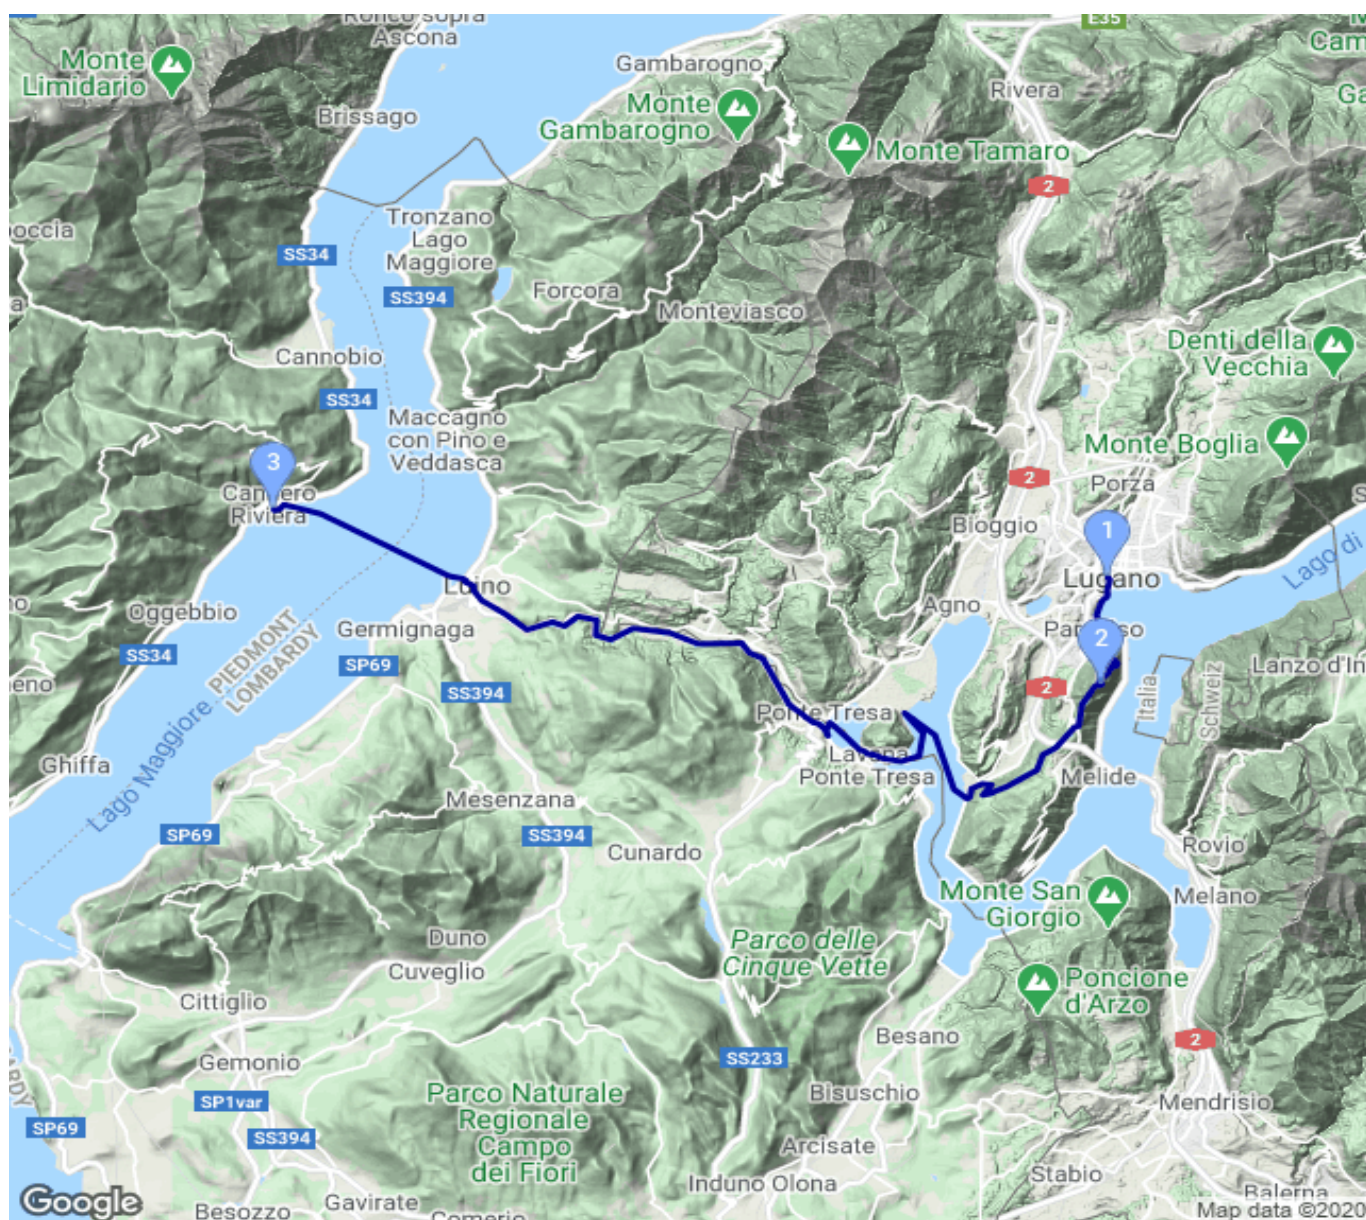 Ronco sopra
Ascona
E35
Monte
Limidario
Gambarogno
Rivera
Brissago
Monte
Gambarogno
Monte Tamaro
2
Tronzano
Lago
Maggiore
SS34
SS394
Forcora
Monteviasco
Denti della
Vecchia
Cannobio
SS34
Maccagno
con Pino e
Veddasca
Monte Boglia
3
2
Porza
Cannero
Riviera
Bioggio
1
Lago di
Luino
Lugano
Oggebbio
Agno
Germignaga
SP69
SS34
PIEDMONT
LOMBARDY
2
Lanzo d'In
SS394
2
Italia
Schweiz
Ponte Tresa
Lavena
Ponte Tresa
Ghiffa
Lago Maggiore
Melide
Mesenzana
SP69
SS394
Cunardo
Rovio
Monte San
Giorgio
Melano
Duno
Cuveglio
Parco delle
Cinque Vette
Poncione
d'Arzo
Cittiglio
Besano
2
Gemonio
SS233
SP1var
Parco Naturale
Regionale
Campo
dei Fiori
Bisuschio
Mendrisio
SP69
SS394
Arcisate
Stabio
Induno Olona
Balerna
Google
Besozzo
Gavirate
Comerio
Map data ©2020